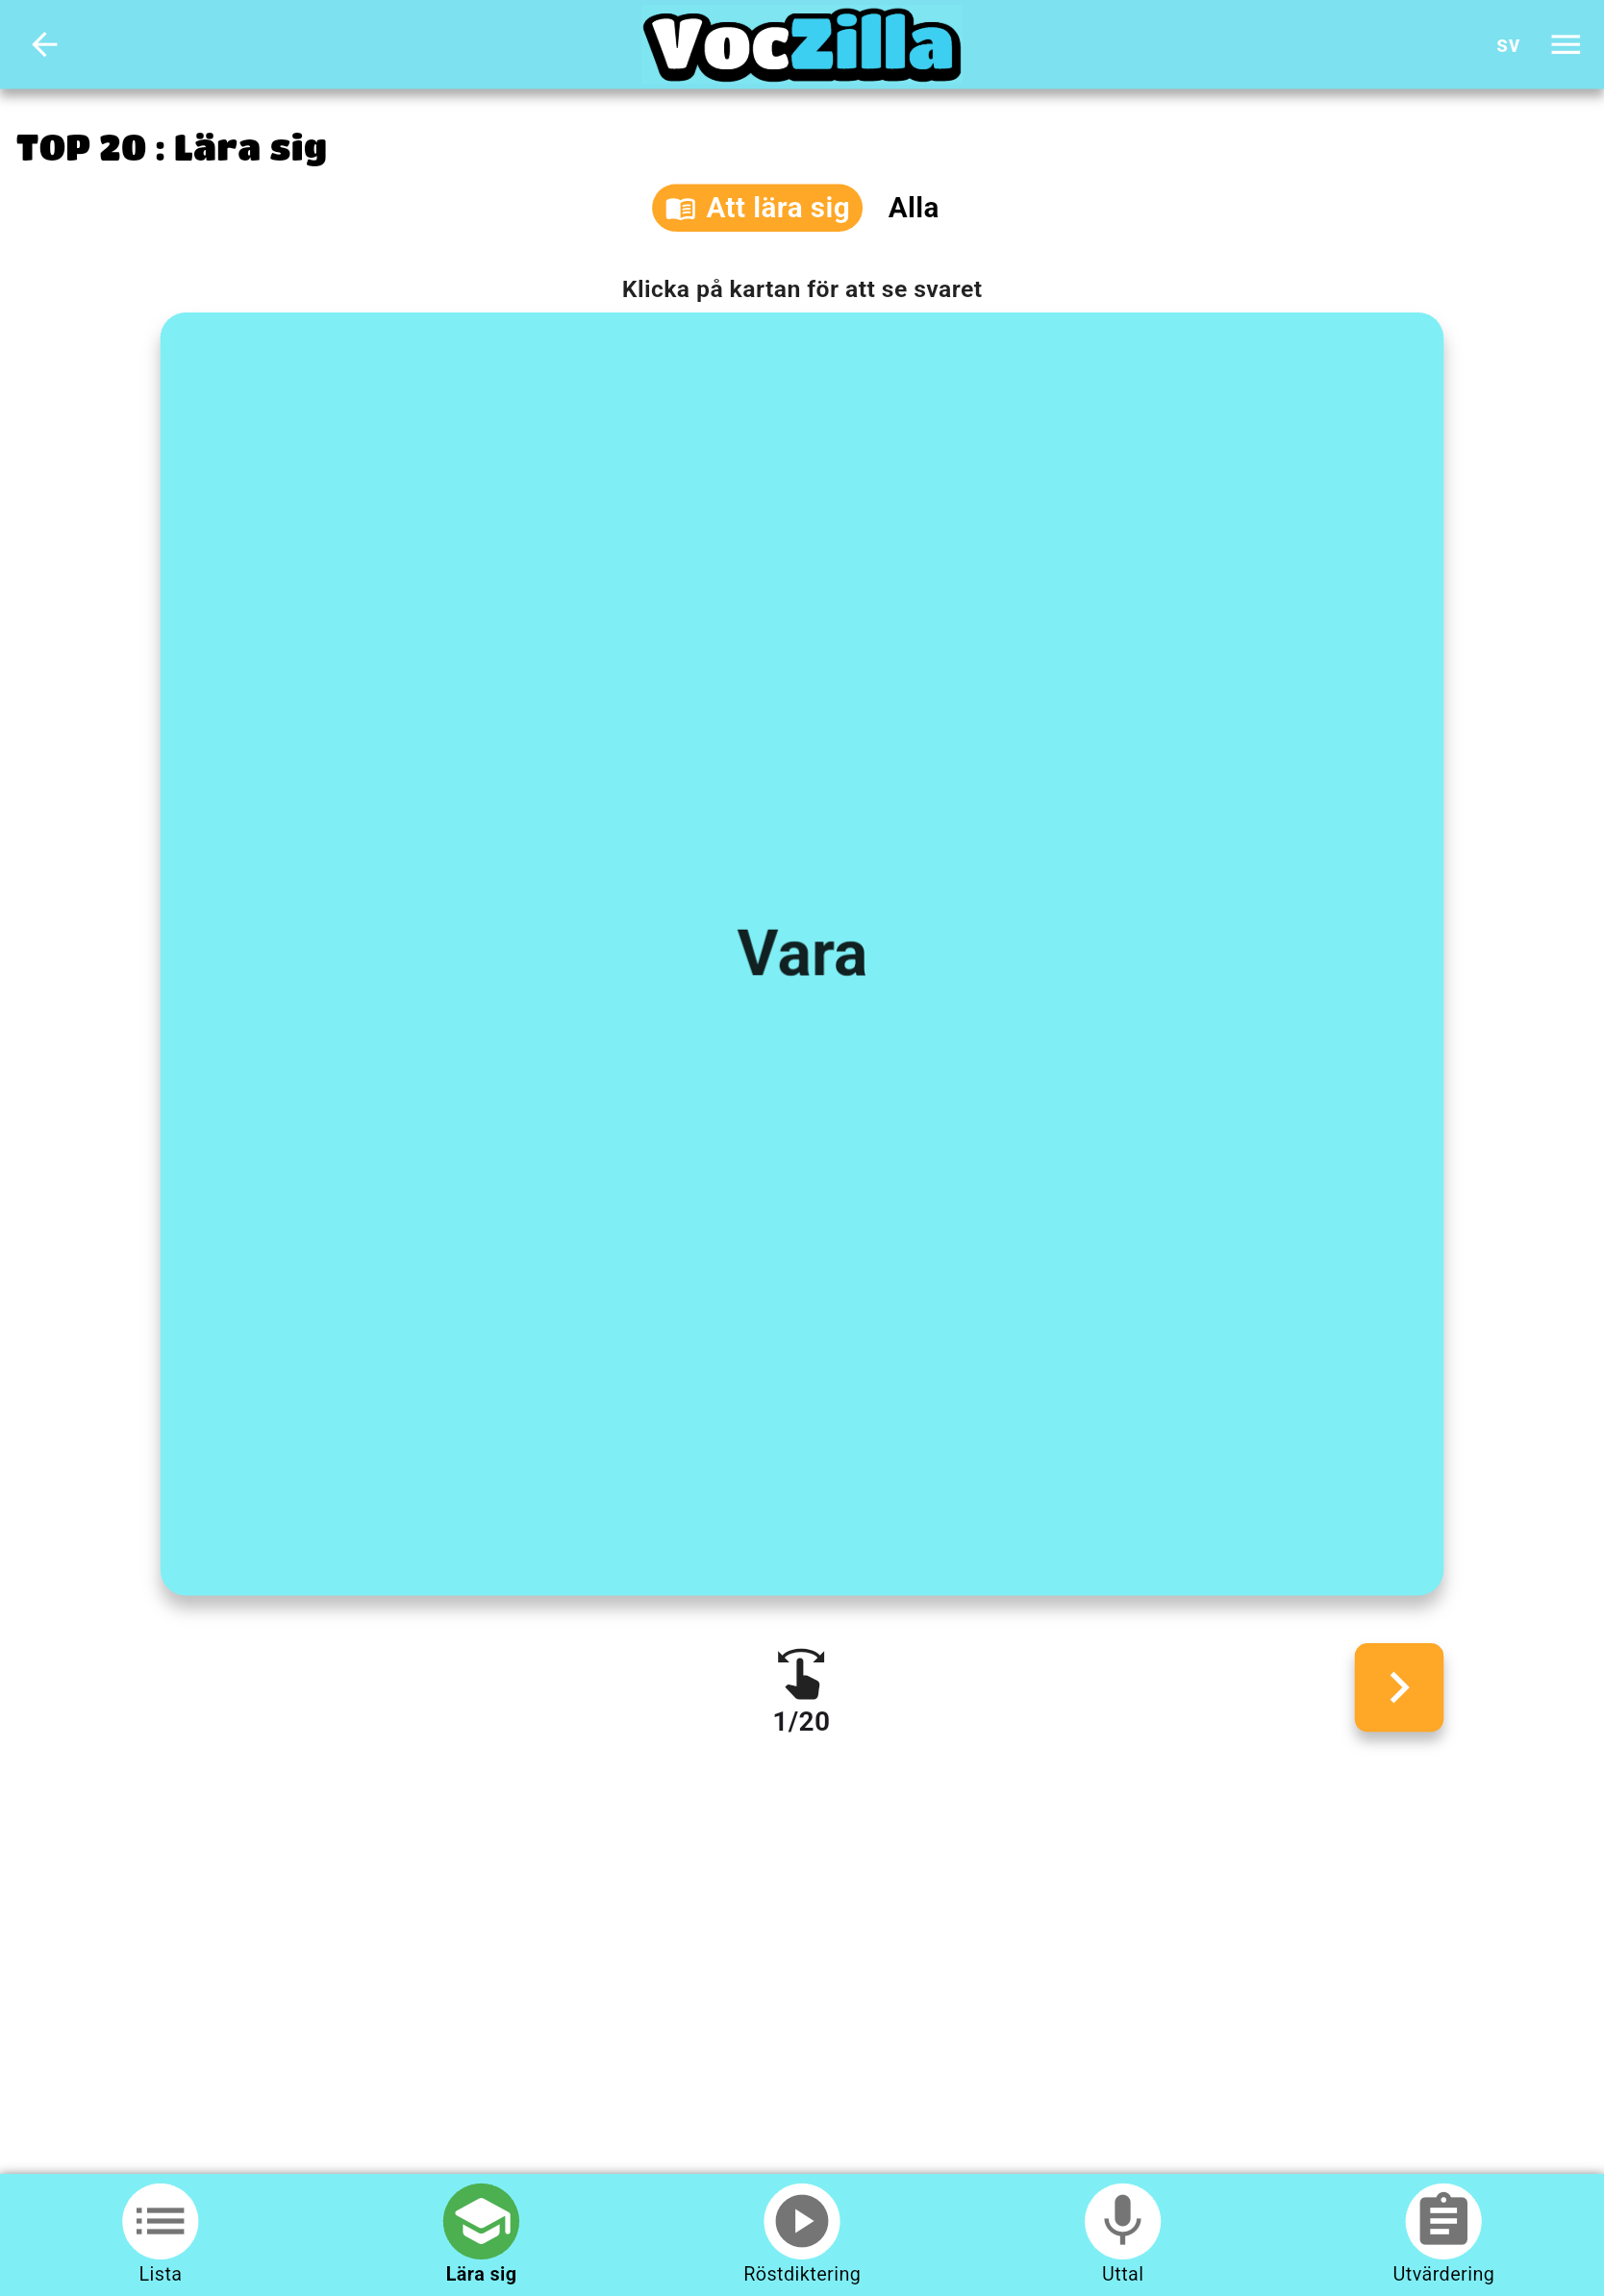 VocZilla
sv
TOP 20 : Lära sig
Att lära sig
Alla
Klicka på kartan för att se svaret
Vara
1/20
Lista
Lära sig
Röstdiktering
Uttal
Utvärdering